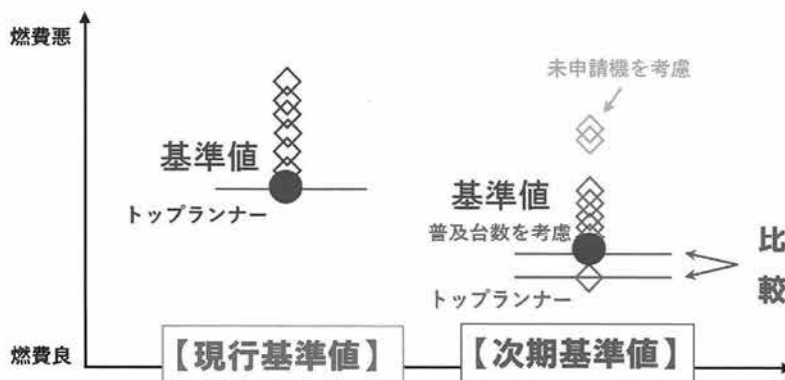 燃費悪
未申請機を考慮
基準値
トップランナー
基準値
普及台数を考慮
トップランナー
比
較
燃費良
【現行基準値】
【次期基準値】